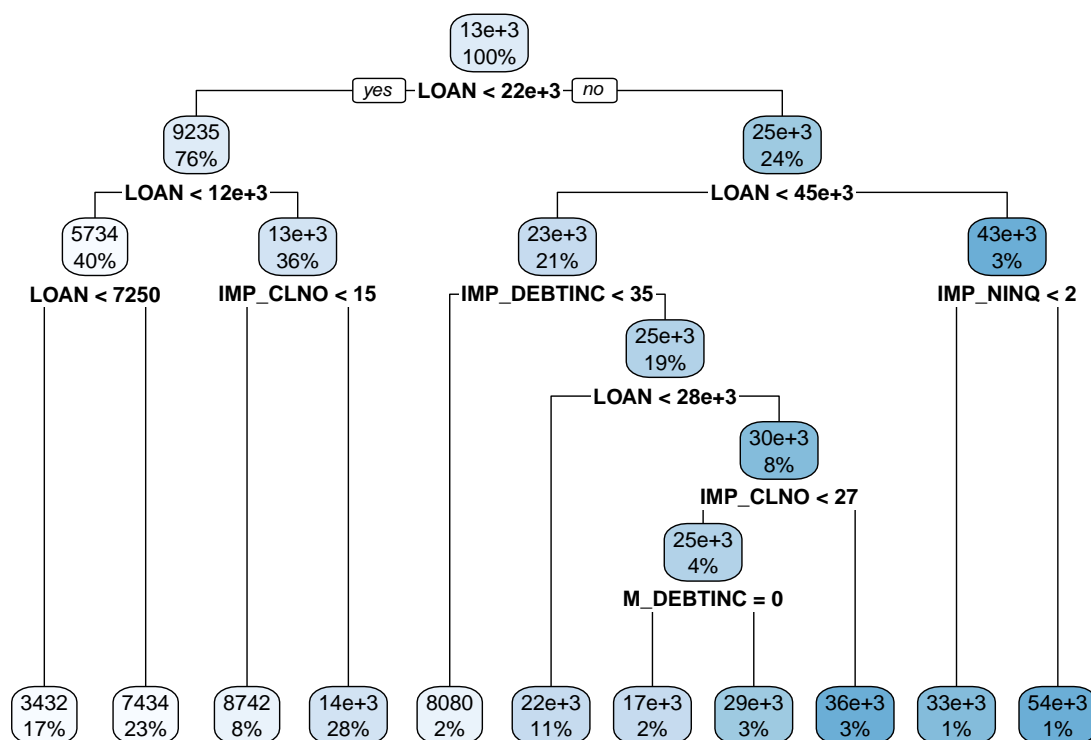 13e+3
100%
yes LOAN < 22e+3 no
9235
76%
25e+3
24%
LOAN < 12e+3
LOAN < 45e+3
5734
40%
13e+3
36%
23e+3
21%
43e+3
3%
LOAN < 7250
IMP_CLNO < 15
IMP_DEBTINC < 35
IMP_NINQ < 2
25e+3
19%
LOAN < 28e+3
30e+3
8%
IMP_CLNO < 27
25e+3
4%
M_DEBTINC = 0
3432
17%
7434
23%
8742
8%
14e+3
28%
8080
2%
22e+3
11%
17e+3
2%
29e+3
3%
36e+3
3%
33e+3
1%
54e+3
1%